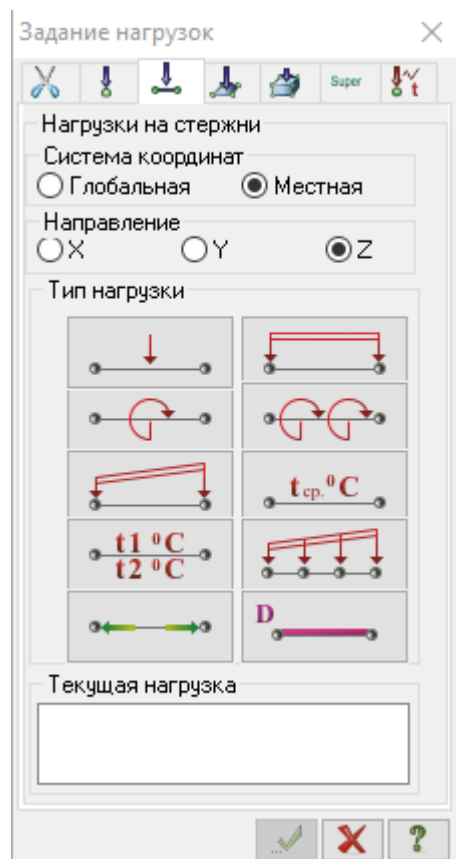 Задание нагрузок
Super
t
Нагрузки на стержни
Система координат
Глобальная Местная
Направление
X Y Z
Тип нагрузки
tср.⁰C
t1 ⁰C
t2 ⁰C
D
Текущая нагрузка
?